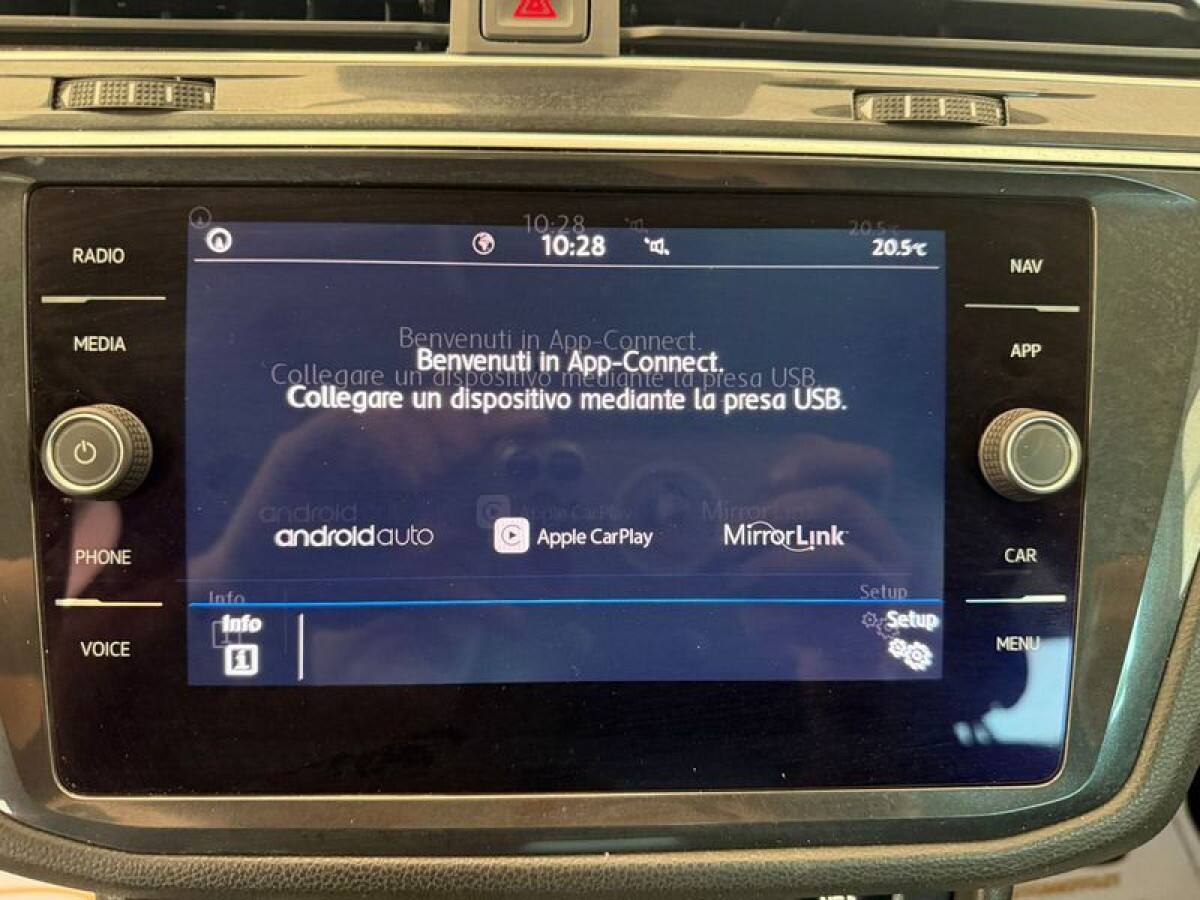 10:28
20.5°C
RADIO
NAV
MEDIA
APP
Benvenuti in App-Connect.
Collegare un dispositivo mediante la presa USB.
androidauto
Apple CarPlay
MirrorLink
PHONE
CAR
VOICE
MENU
Info
Setup